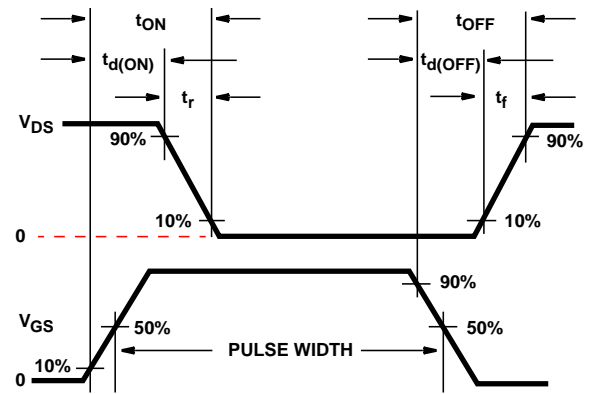 tON tOFF
td(ON) td(OFF)
tr tf
VDS
90% 90%
10% 10%
0
90%
VGS 50% PULSE WIDTH 50%
10%
0